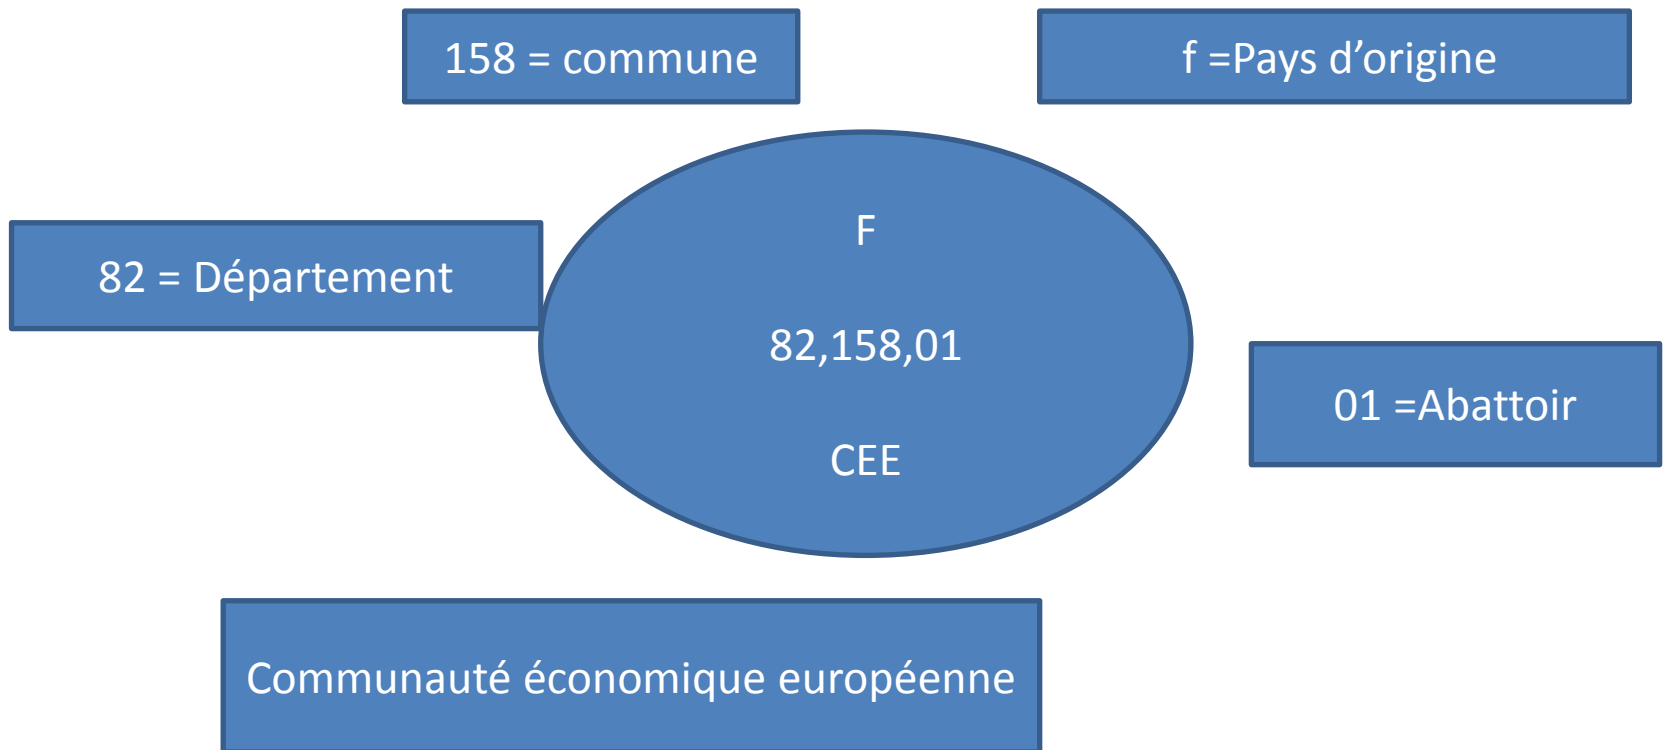 158 = commune
f =Pays d’origine
82 = Département
F
82,158,01
CEE
01 =Abattoir
Communauté économique européenne